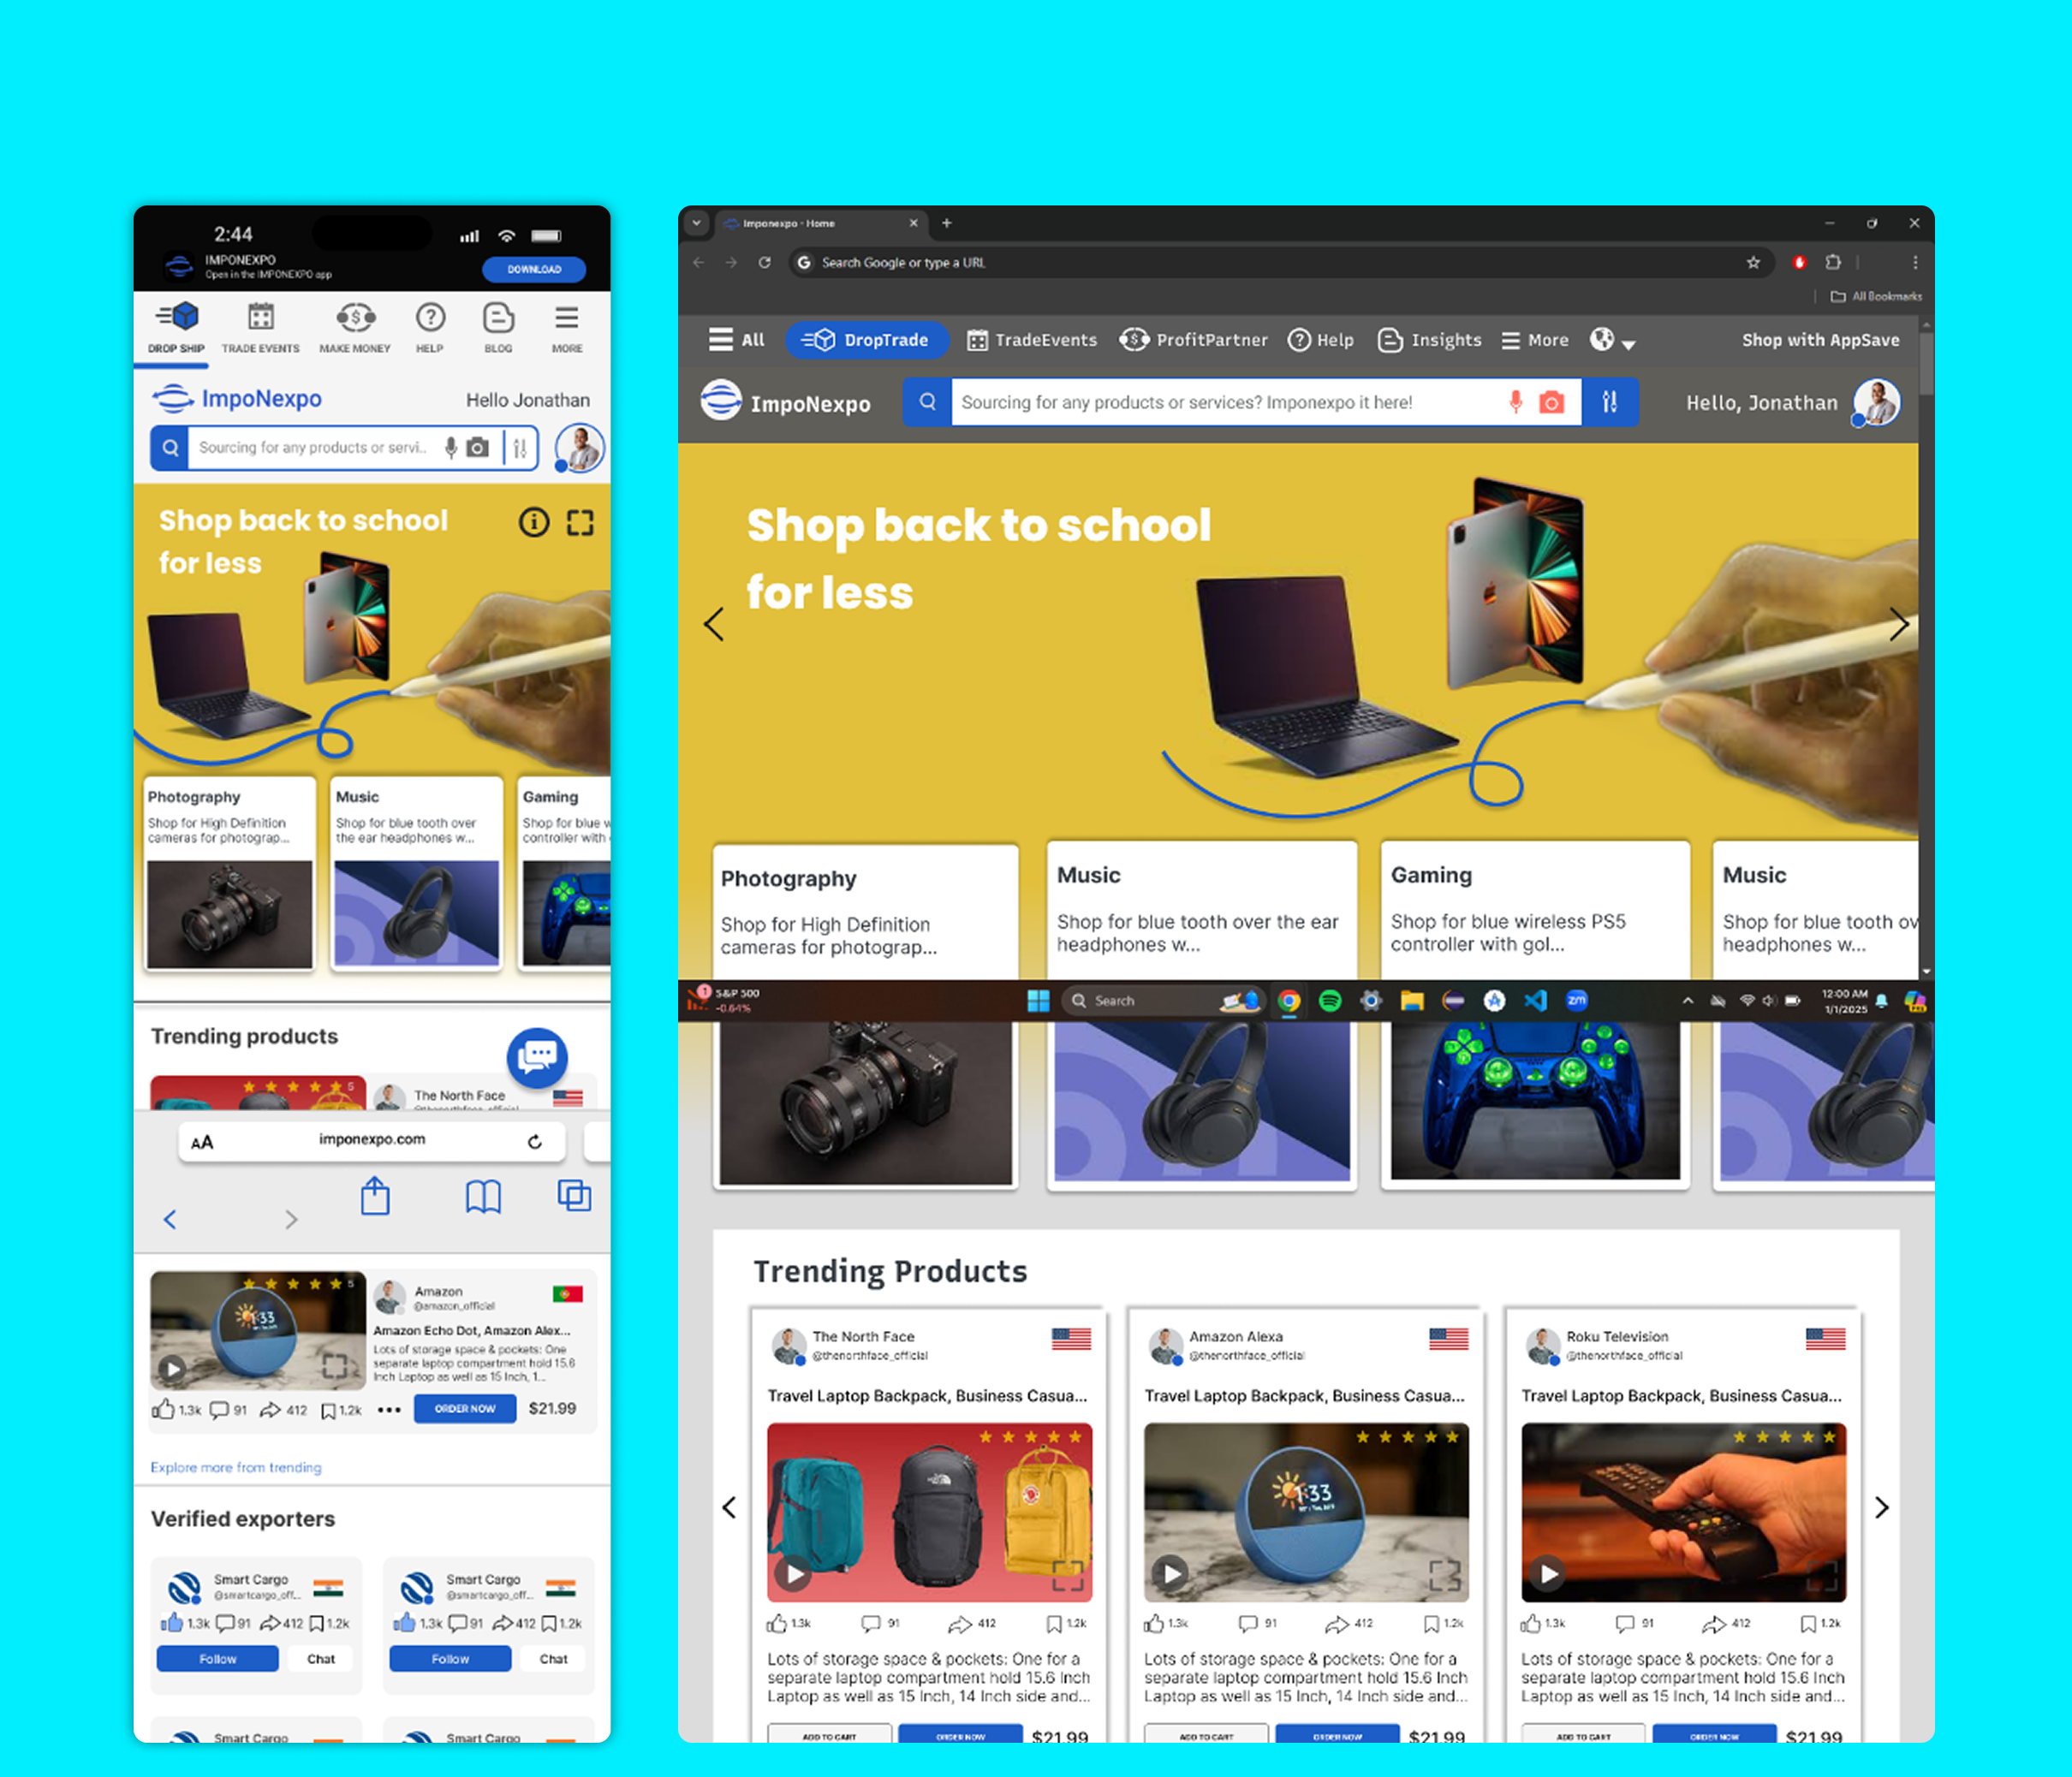 2:44
IMPONEXPO
Open in the IMPONEXPO app
DOWNLOAD
DROP SHIP
TRADE EVENTS
MAKE MONEY
HELP
BLOG
MORE
ImpoNexpo
Hello Jonathan
Sourcing for any products or servi..
Shop back to school
for less
Photography
Shop for High Definition
cameras for photograp...
Music
Shop for blue tooth over
the ear headphones w...
Gaming
Shop for blue w
controller with
Trending products
5
The North Face
AA
imponexpo.com
5
Amazon
@amazon_official
1:33
Amazon Echo Dot, Amazon Alex...
Lots of storage space & pockets: One
separate laptop compartment hold 15.6
Inch Laptop as well as 15 Inch, 1...
1.3k
91
412
1.2k
ORDER NOW
$21.99
Explore more from trending
Verified exporters
Smart Cargo
@smartcargo_off...
1.3k
91
412
1.2k
Follow
Chat
Smart Cargo
@smartcargo_off...
1.3k
91
412
1.2k
Follow
Chat
Smart Cargo
Smart Cargo
Imponexpo - Home
Search Google or type a URL
All Bookmarks
All
DropTrade
TradeEvents
ProfitPartner
Help
Insights
More
Shop with AppSave
ImpoNexpo
Sourcing for any products or services? Imponexpo it here!
Hello, Jonathan
Shop back to school
for less
Photography
Shop for High Definition
cameras for photograp...
Music
Shop for blue tooth over the ear
headphones w...
Gaming
Shop for blue wireless PS5
controller with gol...
Music
Shop for blue tooth ov
headphones w...
1
S&P 500
-0.64%
Search
zm
12:00 AM
1/1/2025
Trending Products
The North Face
@thenorthface_official
Travel Laptop Backpack, Business Casua...
1.3k
91
412
1.2k
Lots of storage space & pockets: One for a
separate laptop compartment hold 15.6 Inch
Laptop as well as 15 Inch, 14 Inch side and...
ADD TO CART
ORDER NOW
$21.99
Amazon Alexa
@thenorthface_official
Travel Laptop Backpack, Business Casua...
1:33
1.3k
91
412
1.2k
Lots of storage space & pockets: One for a
separate laptop compartment hold 15.6 Inch
Laptop as well as 15 Inch, 14 Inch side and...
ADD TO CART
ORDER NOW
$21.99
Roku Television
@thenorthface_official
Travel Laptop Backpack, Business Casua...
1.3k
91
412
1.2k
Lots of storage space & pockets: One for a
separate laptop compartment hold 15.6 Inch
Laptop as well as 15 Inch, 14 Inch side and...
ADD TO CART
ORDER NOW
$21.99